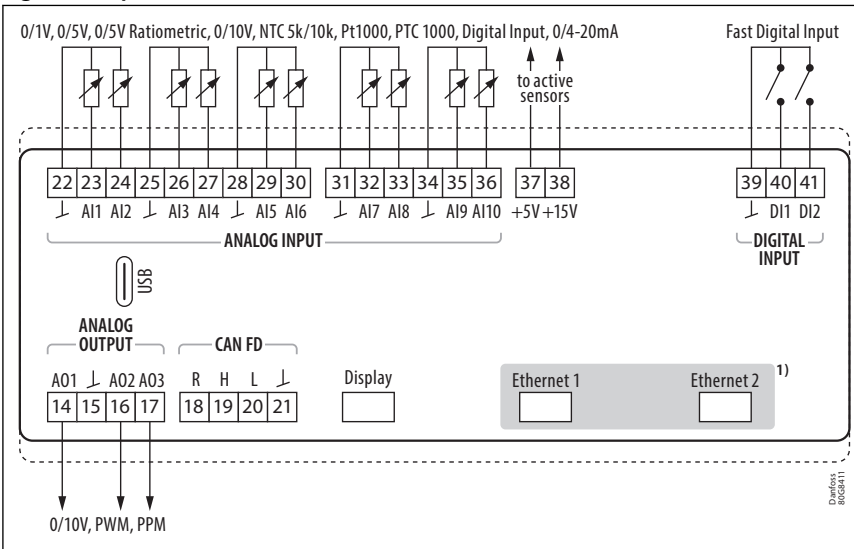 0/1V, 0/5V, 0/5V Ratiometric, 0/10V, NTC 5k/10k, Pt1000, PTC 1000, Digital Input, 0/4-20mA
Fast Digital Input
to active
sensors
22 23 24 25 26 27 28 29 30 31 32 33 34 35 36 37 38 39 40 41
AI1 AI2 AI3 AI4 AI5 AI6 AI7 AI8 AI9 AI10 +5V +15V DI1 DI2
ANALOG INPUT
DIGITAL
INPUT
USB
ANALOG
OUTPUT
CAN FD
AO1 AO2 AO3 R H L
Display
Ethernet 1
Ethernet 2
1)
14 15 16 17 18 19 20 21
0/10V, PWM, PPM
Danfoss
80G8411